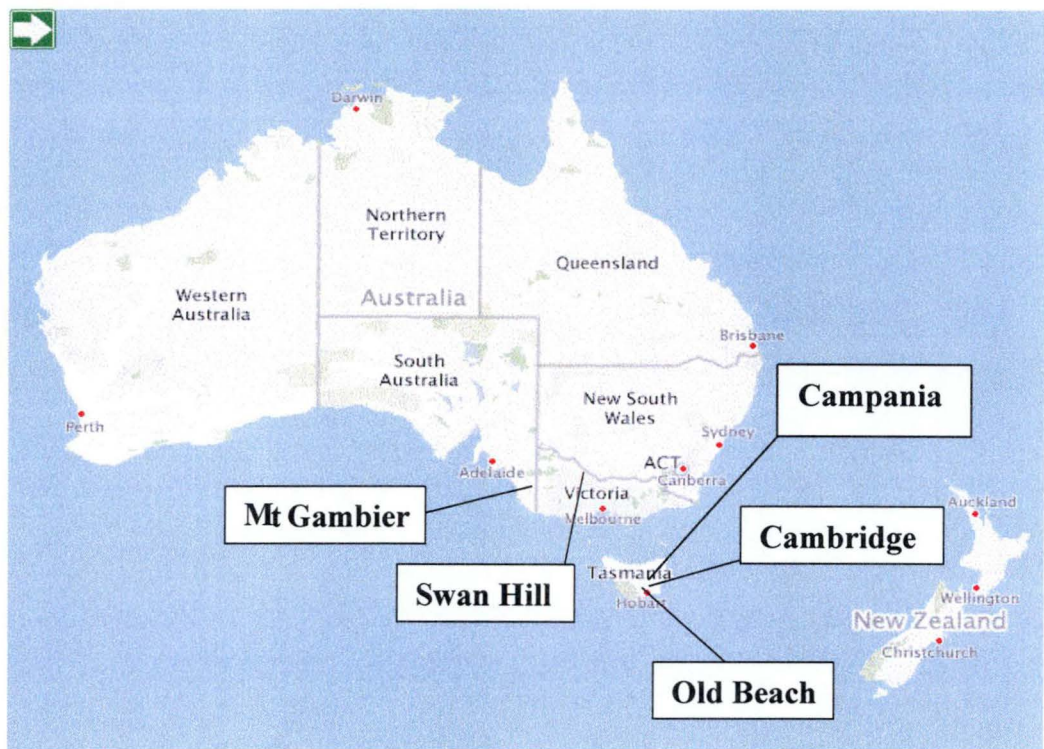 Darwin
Northern
Territory
Queensland
Western
Australia
Australia
Brisbane
South
Australia
New South
Wales
Campania
Perth
Sydney
Adelaide
ACT
Canberra
Mt Gambier
Victoria
Melbourne
Auckland
Cambridge
Swan Hill
Tasmania
Hobart
Wellington
New Zealand
Christchurch
Old Beach